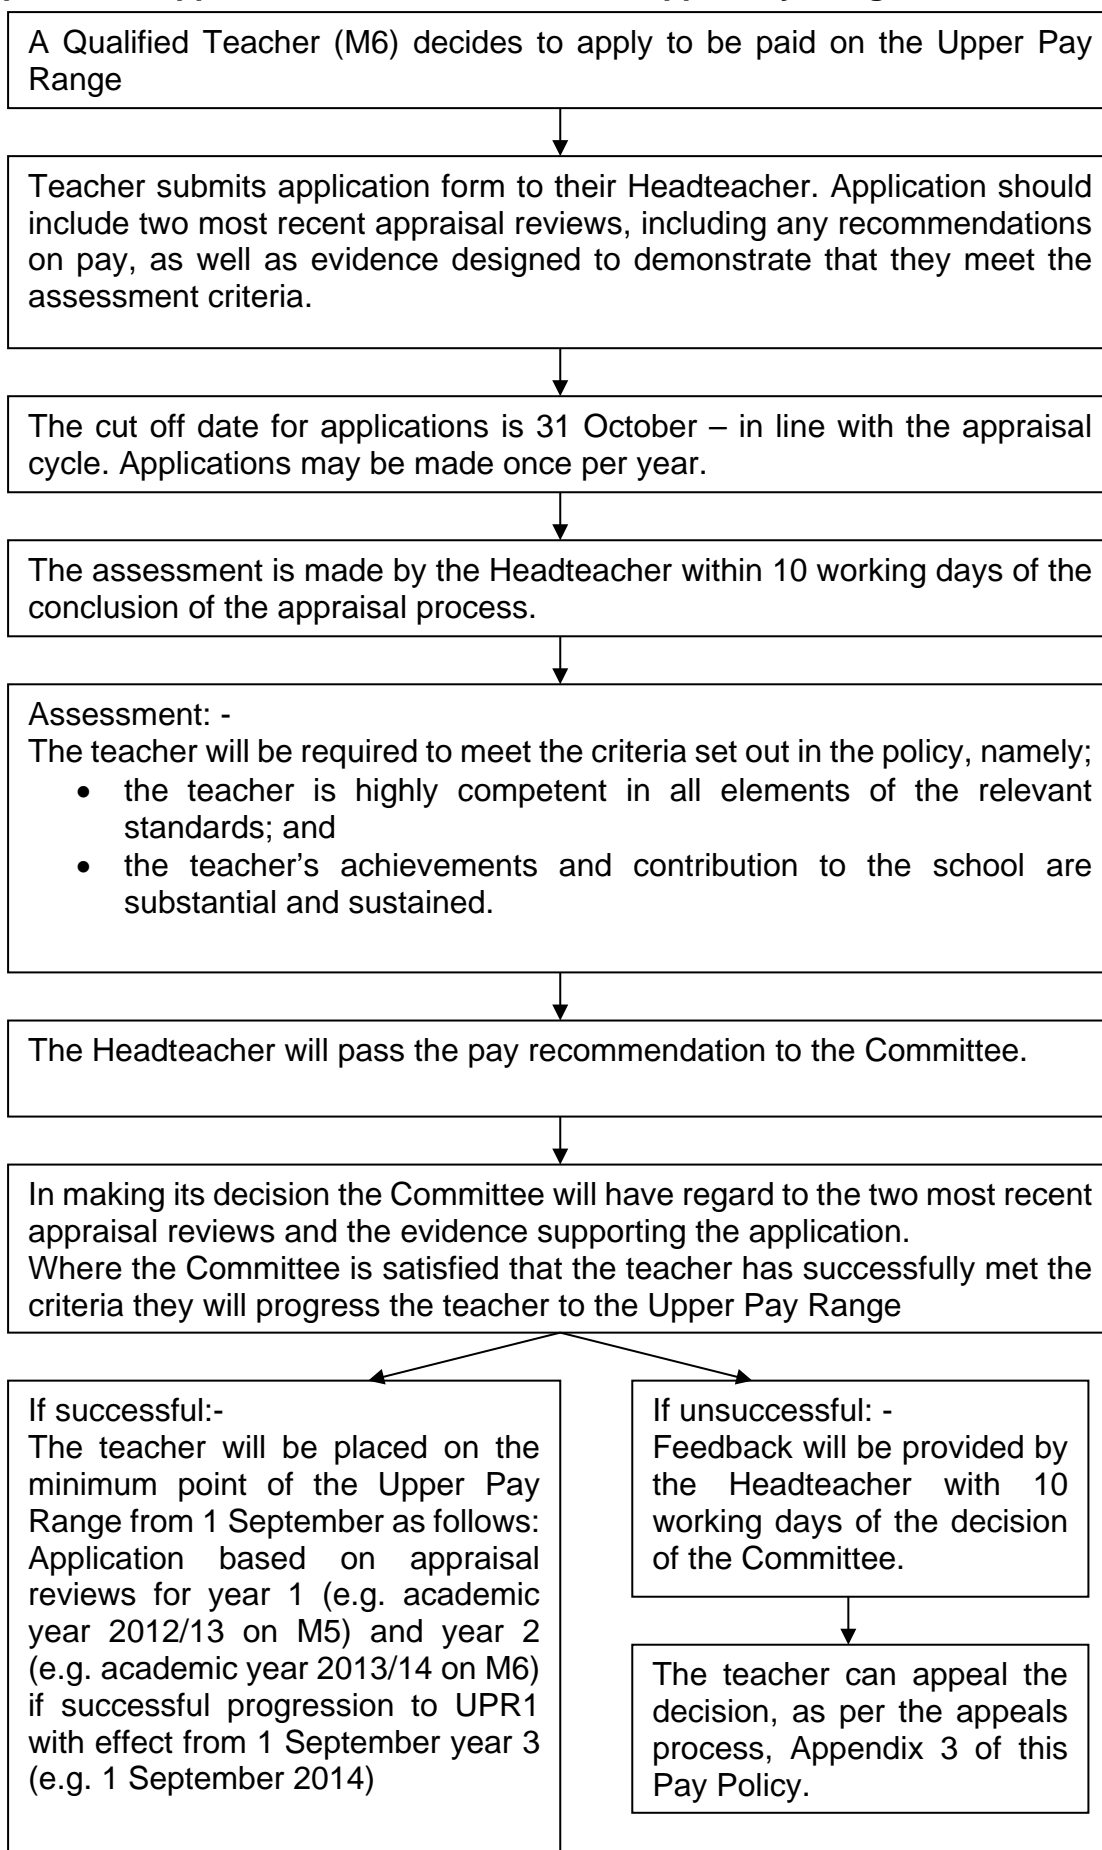 A Qualified Teacher (M6) decides to apply to be paid on the Upper Pay
Range
Teacher submits application form to their Headteacher. Application should
include two most recent appraisal reviews, including any recommendations
on pay, as well as evidence designed to demonstrate that they meet the
assessment criteria.
The cut off date for applications is 31 October – in line with the appraisal
cycle. Applications may be made once per year.
The assessment is made by the Headteacher within 10 working days of the
conclusion of the appraisal process.
Assessment: -
The teacher will be required to meet the criteria set out in the policy, namely;
• the teacher is highly competent in all elements of the relevant
standards; and
• the teacher’s achievements and contribution to the school are
substantial and sustained.
The Headteacher will pass the pay recommendation to the Committee.
In making its decision the Committee will have regard to the two most recent
appraisal reviews and the evidence supporting the application.
Where the Committee is satisfied that the teacher has successfully met the
criteria they will progress the teacher to the Upper Pay Range
If successful:-
The teacher will be placed on the
minimum point of the Upper Pay
Range from 1 September as follows:
Application based on appraisal
reviews for year 1 (e.g. academic
year 2012/13 on M5) and year 2
(e.g. academic year 2013/14 on M6)
if successful progression to UPR1
with effect from 1 September year 3
(e.g. 1 September 2014)
If unsuccessful: -
Feedback will be provided by
the Headteacher with 10
working days of the decision
of the Committee.
The teacher can appeal the
decision, as per the appeals
process, Appendix 3 of this
Pay Policy.